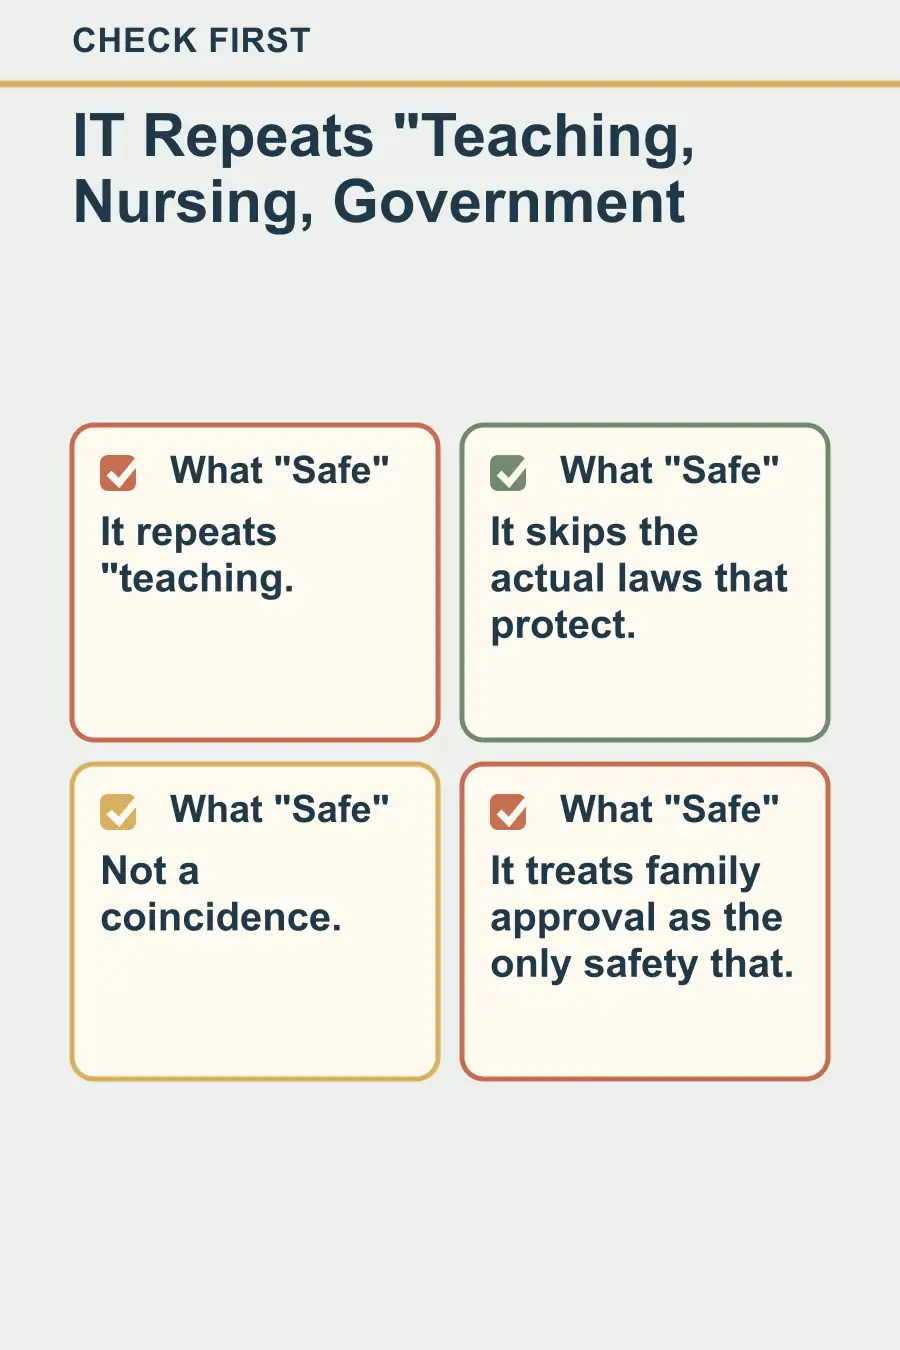 CHECK FIRST
IT Repeats "Teaching,
Nursing, Government
What "Safe"
It repeats
"teaching.
What "Safe"
It skips the
actual laws that
protect.
What "Safe"
Not a
coincidence.
What "Safe"
It treats family
approval as the
only safety that.